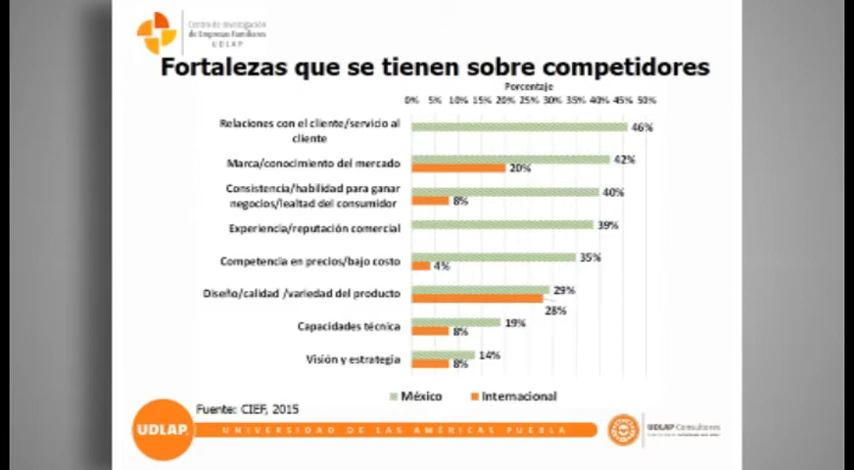 Centro de Investigación
de Empresas Familiares
UDLAP
Fortalezas que se tienen sobre competidores
Porcentaje
0% 5% 10% 15% 20% 25% 30% 35% 40% 45% 50%
Relaciones con el cliente/servicio al
cliente
46%
Marca/conocimiento del mercado
42%
20%
Consistencia/habilidad para ganar
negocios/lealtad del consumidor
40%
8%
Experiencia/reputación comercial
39%
Competencia en precios/bajo costo
35%
4%
Diseño/calidad /variedad del producto
29%
28%
Capacidades técnica
19%
8%
Visión y estrategia
14%
8%
México Internacional
Fuente: CIEF, 2015
UDLAP
UNIVERSIDAD DE LAS AMÉRICAS PUEBLA
UDLAP Consultores